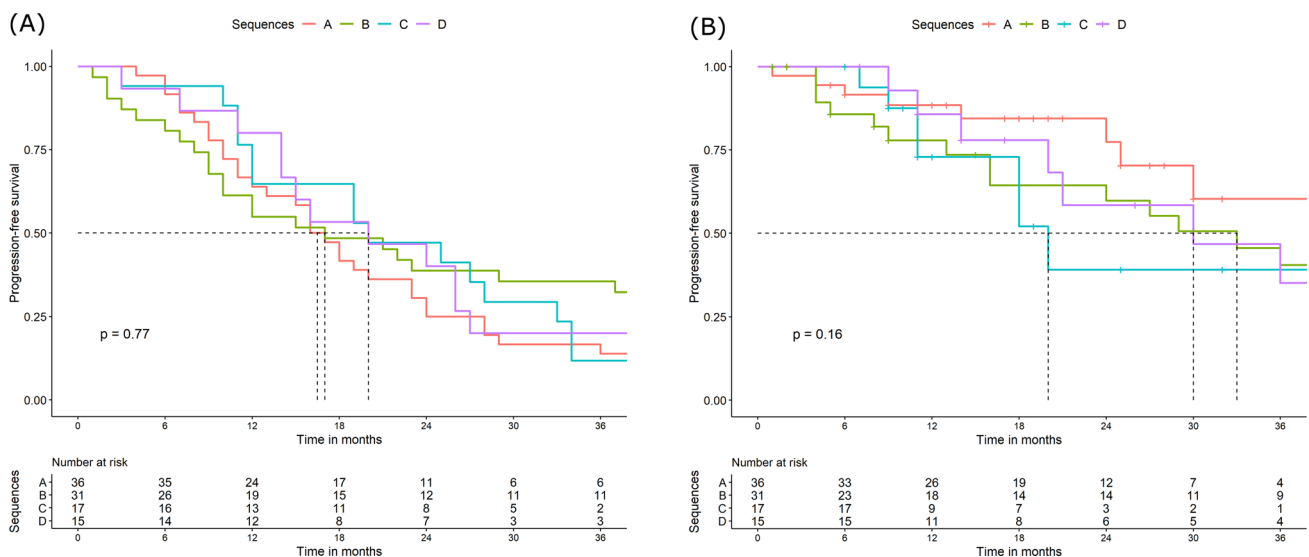 (A)
Sequences A B C D
Progression-free survival
1.00
0.75
0.50
0.25
0.00
p = 0.77
0 6 12 18 24 30 36
Time in months
Number at risk
Sequences
A 36 35 24 17 11 6 6
B 31 26 19 15 12 11 11
C 17 16 13 11 8 5 2
D 15 14 12 8 7 3 3
0 6 12 18 24 30 36
Time in months
(B)
Sequences A B C D
Progression-free survival
1.00
0.75
0.50
0.25
0.00
p = 0.16
0 6 12 18 24 30 36
Time in months
Number at risk
Sequences
A 36 33 26 19 12 7 4
B 31 23 18 14 14 11 9
C 17 17 9 7 3 2 1
D 15 15 11 8 6 5 4
0 6 12 18 24 30 36
Time in months